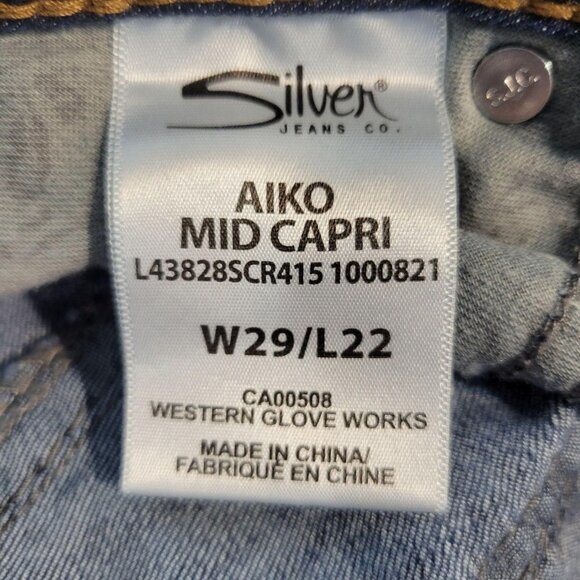 Silver®
JEANS CO.
S.J.C.
AIKO
MID CAPRI
L43828SCR415 1000821
W29/L22
CA00508
WESTERN GLOVE WORKS
MADE IN CHINA/
FABRIQUÉ EN CHINE